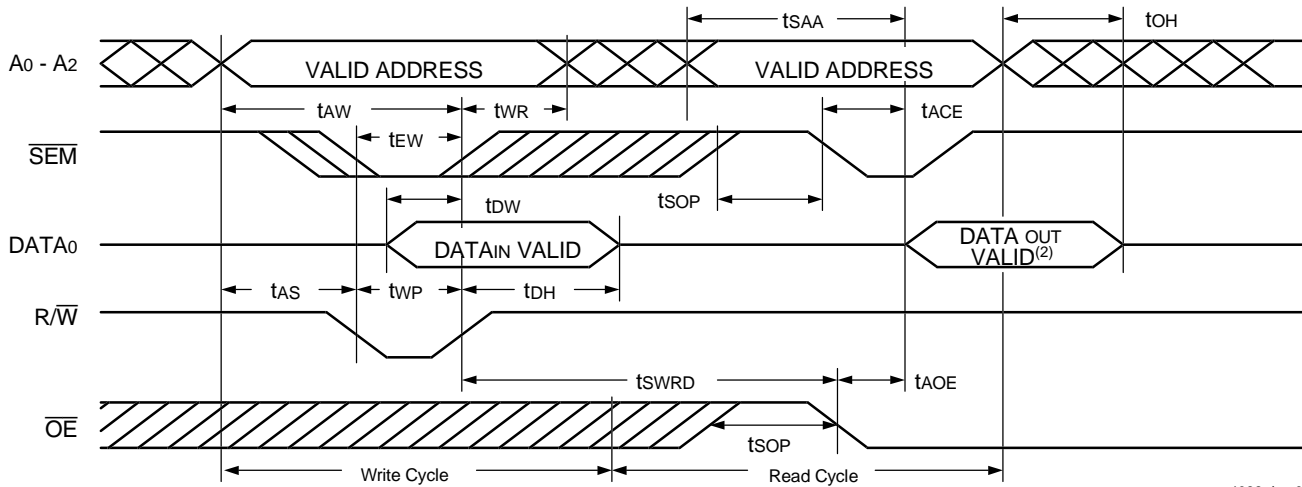 tSAA
tOH
A0 - A2
VALID ADDRESS
VALID ADDRESS
tAW
tWR
tACE
tEW
SEM
tSOP
tDW
DATA0
DATAIN VALID
DATA OUT
VALID(2)
tAS
tWP
tDH
R/W
tSWRD
tAOE
OE
tSOP
Write Cycle
Read Cycle